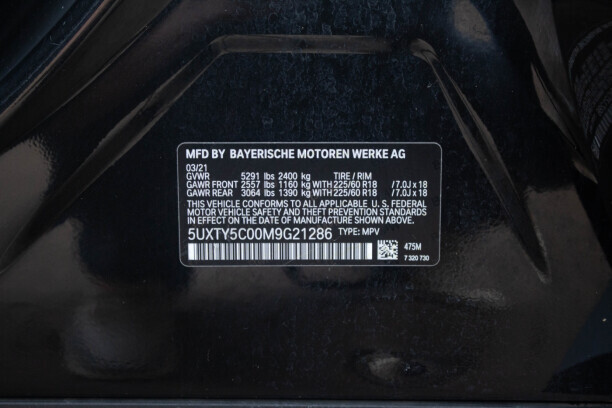 MFD BY BAYERISCHE MOTOREN WERKE AG
03/21
GVWR 5291 lbs 2400 kg TIRE / RIM
GAWR FRONT 2557 lbs 1160 kg WITH 225/60 R18 /7.0J x 18
GAWR REAR 3064 lbs 1390 kg WITH 225/60 R18 /7.0J x 18
THIS VEHICLE CONFORMS TO ALL APPLICABLE U. S. FEDERAL
MOTOR VEHICLE SAFETY AND THEFT PREVENTION STANDARDS
IN EFFECT ON THE DATE OF MANUFACTURE SHOWN ABOVE.
5UXTY5C00M9G21286 TYPE: MPV
475M
7 320 730